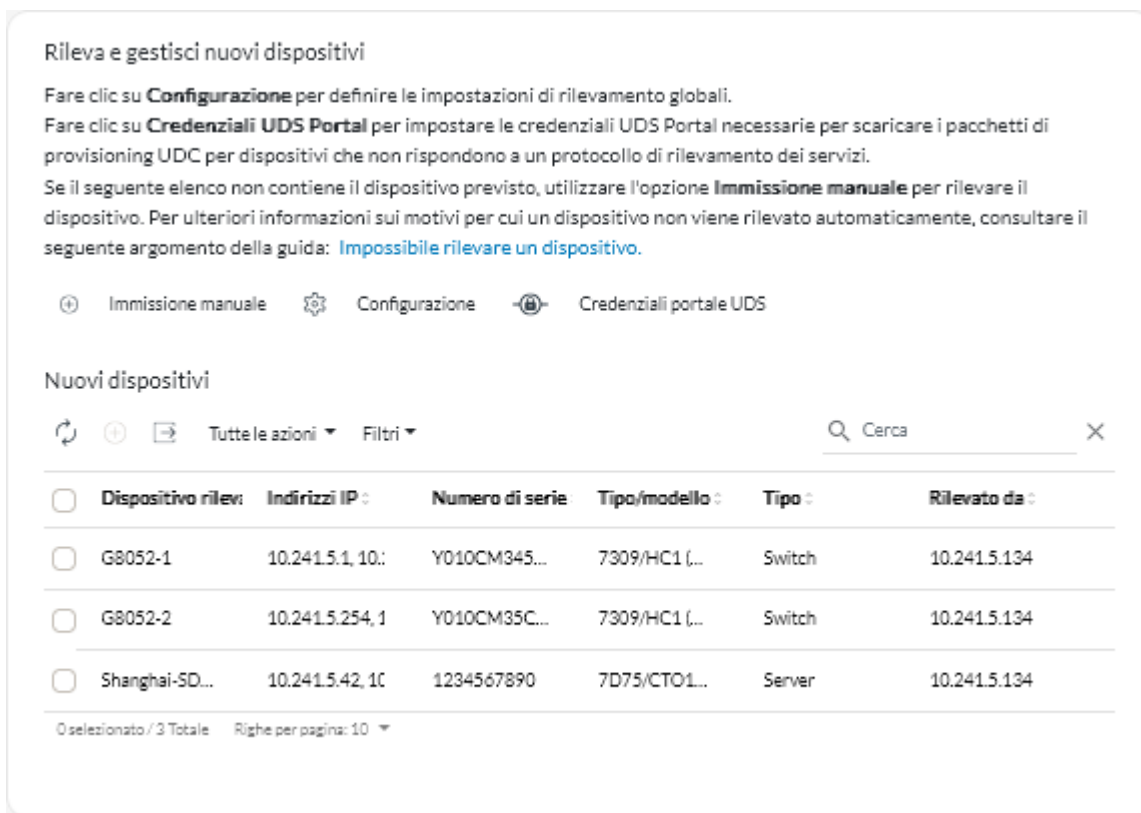 Rileva e gestisci nuovi dispositivi
Fare clic su Configurazione per definire le impostazioni di rilevamento globali.
Fare clic su Credenziali UDS Portal per impostare le credenziali UDS Portal necessarie per scaricare i pacchetti di
provisioning UDC per dispositivi che non rispondono a un protocollo di rilevamento dei servizi.
Se il seguente elenco non contiene il dispositivo previsto, utilizzare l'opzione Immissione manuale per rilevare il
dispositivo. Per ulteriori informazioni sui motivi per cui un dispositivo non viene rilevato automaticamente, consultare il
seguente argomento della guida: Impossibile rilevare un dispositivo.
Immissione manuale Configurazione Credenziali portale UDS
Nuovi dispositivi
Tutte le azioni Filtri Cerca
Dispositivo rileva Indirizzi IP Numero di serie Tipo/modello Tipo Rilevato da
G8052-1 10.241.5.1, 10.: Y010CM345... 7309/HC1 (... Switch 10.241.5.134
G8052-2 10.241.5.254, 1 Y010CM35C... 7309/HC1 (... Switch 10.241.5.134
Shanghai-SD... 10.241.5.42, 10 1234567890 7D75/CTO1... Server 10.241.5.134
0 selezionato / 3 Totale Righe per pagina: 10